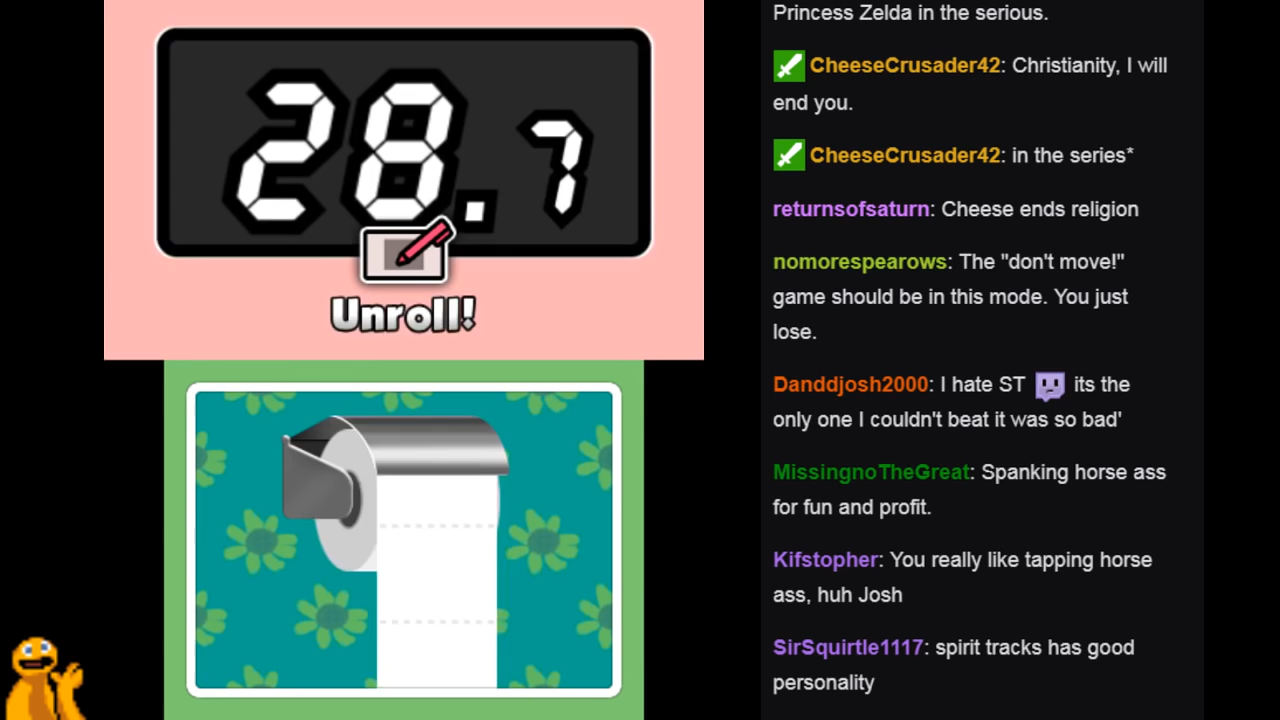 28.7
Unroll!
Princess Zelda in the serious.
CheeseCrusader42: Christianity, I will
end you.
CheeseCrusader42: in the series*
returnsofsaturn: Cheese ends religion
nomorespearows: The "don't move!"
game should be in this mode. You just
lose.
Danddjosh2000: I hate ST its the
only one I couldn't beat it was so bad'
MissingnoTheGreat: Spanking horse ass
for fun and profit.
Kifstopher: You really like tapping horse
ass, huh Josh
SirSquirtle1117: spirit tracks has good
personality